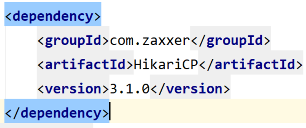 <dependency>
<groupId>com.zaxxer</groupId>
<artifactId>HikariCP</artifactId>
<version>3.1.0</version>
</dependency>